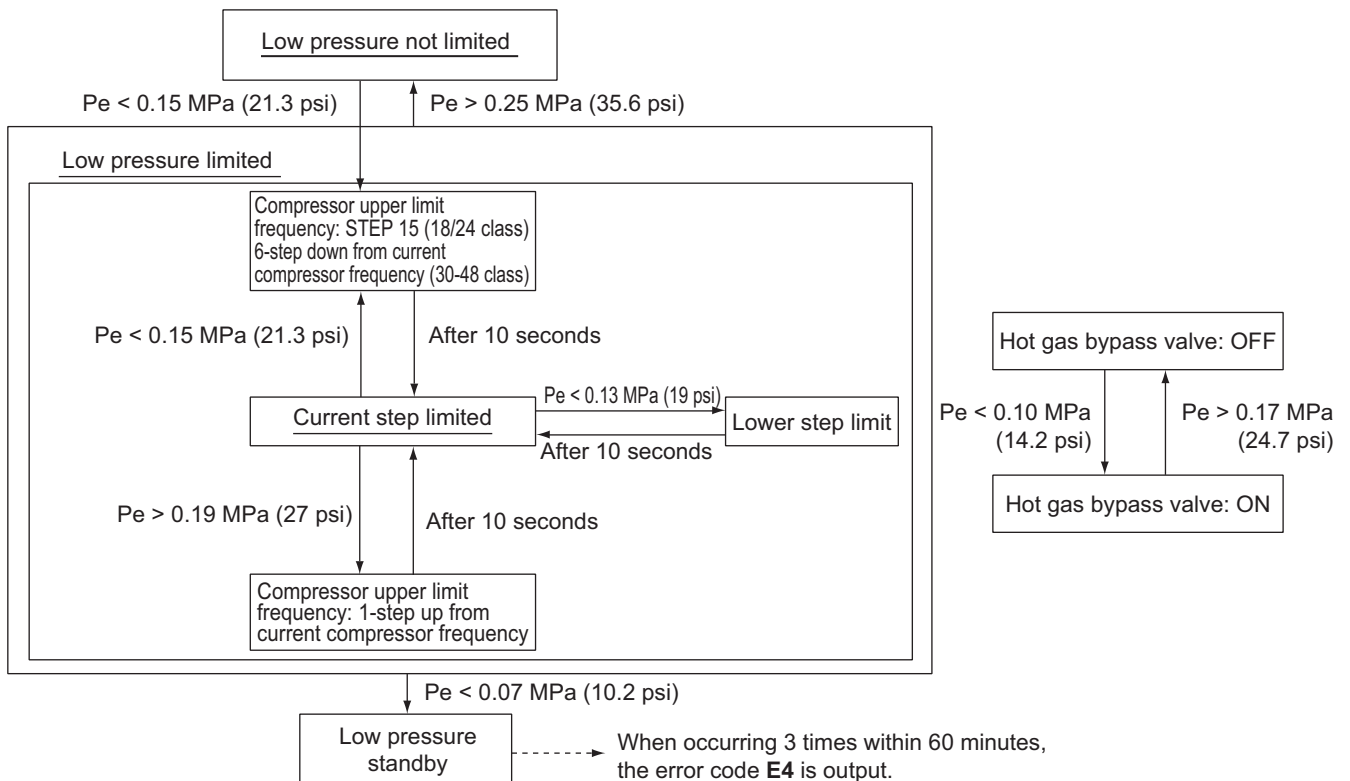 Low pressure not limited
Pe < 0.15 MPa (21.3 psi)
Pe > 0.25 MPa (35.6 psi)
Low pressure limited
Compressor upper limit
frequency: STEP 15 (18/24 class)
6-step down from current
compressor frequency (30-48 class)
Pe < 0.15 MPa (21.3 psi)
After 10 seconds
Current step limited
Pe < 0.13 MPa (19 psi)
After 10 seconds
Lower step limit
Pe > 0.19 MPa (27 psi)
After 10 seconds
Compressor upper limit
frequency: 1-step up from
current compressor frequency
Pe < 0.07 MPa (10.2 psi)
Low pressure
standby
When occurring 3 times within 60 minutes,
the error code E4 is output.
Hot gas bypass valve: OFF
Pe < 0.10 MPa
(14.2 psi)
Pe > 0.17 MPa
(24.7 psi)
Hot gas bypass valve: ON